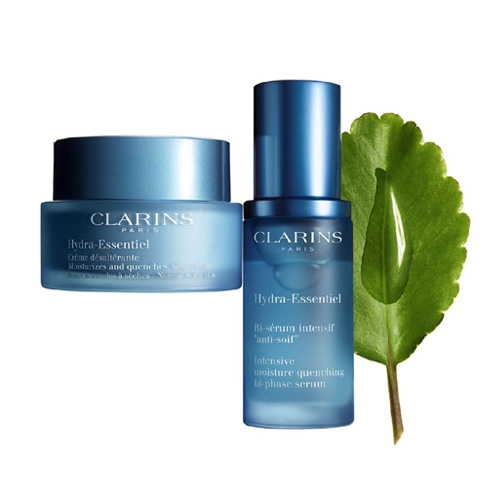 CLARINS
PARIS
Hydra-Essentiel
Crème désaltérante
Moisturizes and quenches,
CLARINS
PARIS
Hydra-Essentiel
Bi-sérum intensif
"anti-soif"
Intensive
moisture quenching
bi-phase serum